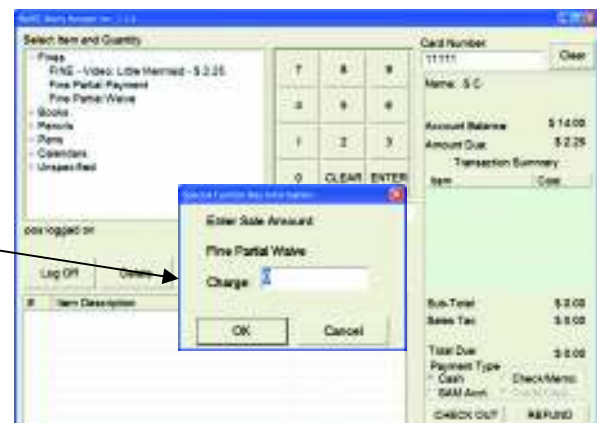 Select Item and Quantity
Fines
FINE - Video: Little Mermaid - $ 2.25
Fine Partial Payment
Fine Partial Waive
Books
Pencils
Pens
Calendars
Unspecified
7 8 9
4 5 6
1 2 3
0 CLEAR ENTER
pos logged on
Log Off
Delete
# Item Description
Enter Sale Amount
Fine Partial Waive
Charge: 0
OK Cancel
Card Number
11111 Clear
Name: S C
Account Balance $ 14.00
Amount Due: $ 2.25
Transaction Summary
Item Cost
Sub-Total $ 0.00
Sales Tax $ 0.00
Total Due $ 0.00
Payment Type
Cash Check/Memo
SAM Acct
CHECK OUT REFUND